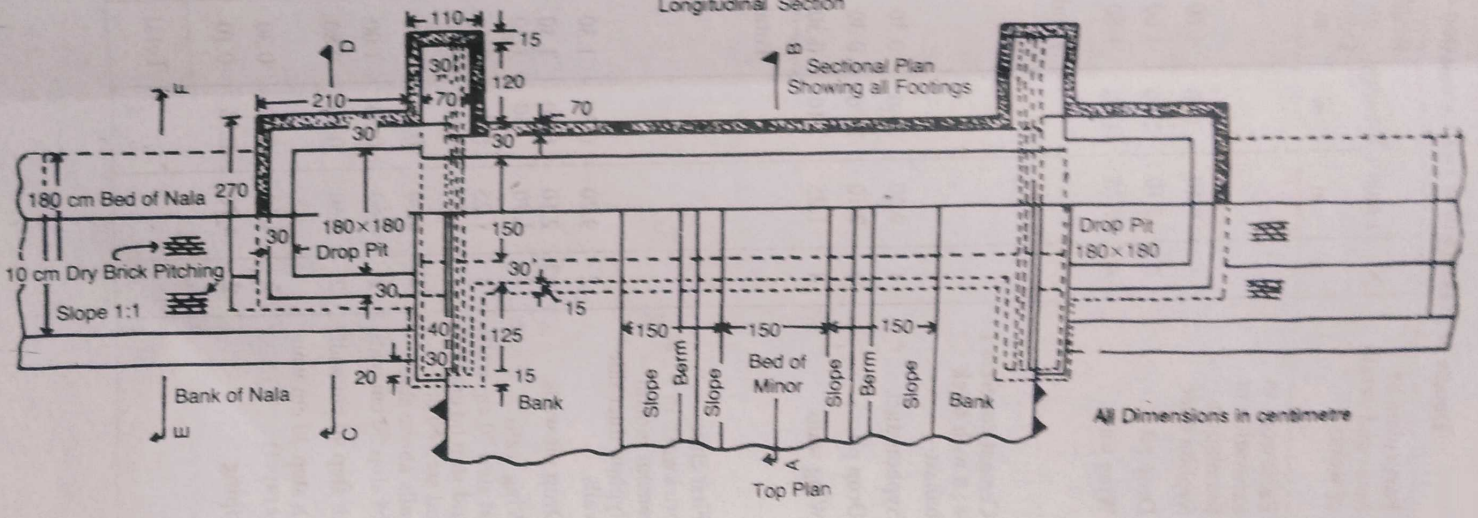 Longitudinal Section
110
15
D
B
30
Sectional Plan
Showing all Footings
120
F
210
70
70
30
30
180 cm Bed of Nala
270
180×180
Drop Pit
30
150
Drop Pit
180×180
10 cm Dry Brick Pitching
30
30
15
Slope 1:1
40
125
150
150
150
30
20
15
Bank of Nala
Bank
Slope
Berm
Slope
Bed of
Minor
Slope
Berm
Slope
Bank
All Dimensions in centimetre
E
C
A
Top Plan